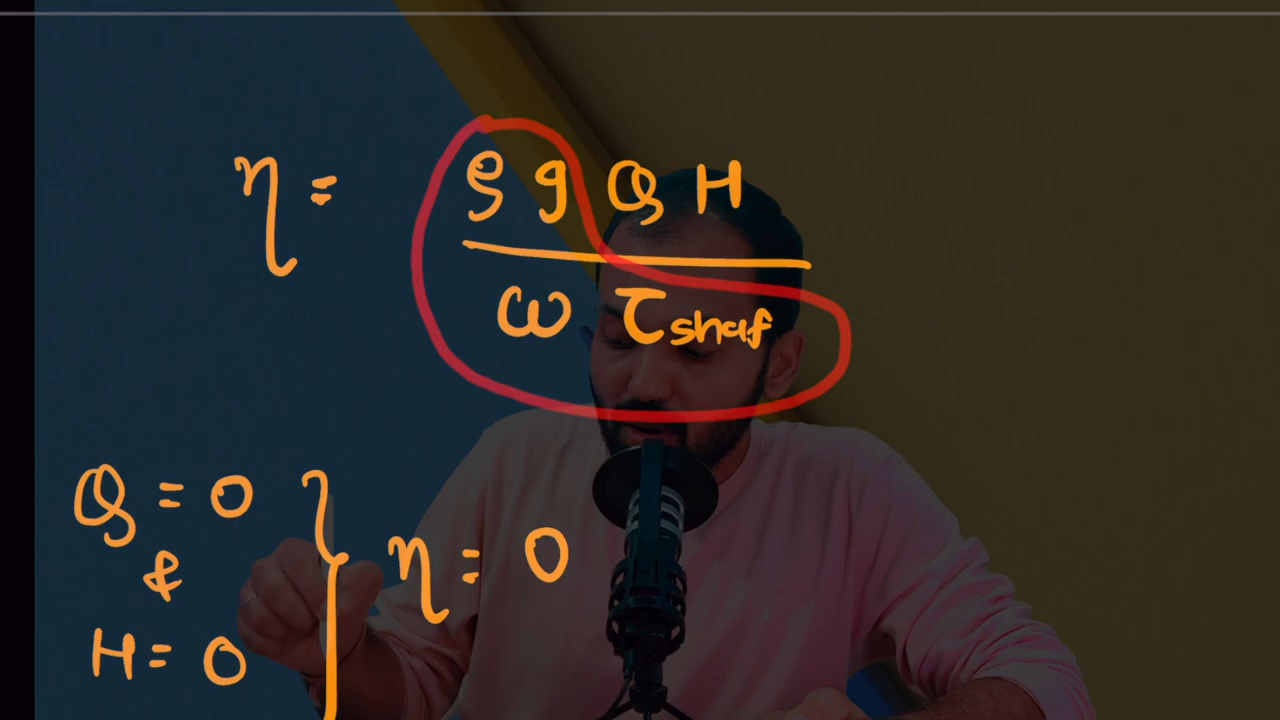 η = ρ g Q H
ω τshaf
Q = 0
&
H = 0
η = 0